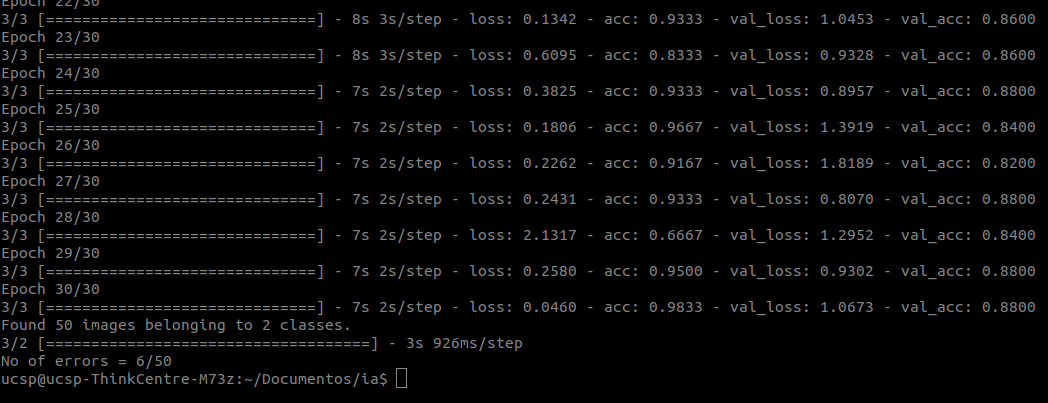 Epoch 22/30
3/3 [==============================] - 8s 3s/step - loss: 0.1342 - acc: 0.9333 - val_loss: 1.0453 - val_acc: 0.8600
Epoch 23/30
3/3 [==============================] - 8s 3s/step - loss: 0.6095 - acc: 0.8333 - val_loss: 0.9328 - val_acc: 0.8600
Epoch 24/30
3/3 [==============================] - 7s 2s/step - loss: 0.3825 - acc: 0.9333 - val_loss: 0.8957 - val_acc: 0.8800
Epoch 25/30
3/3 [==============================] - 7s 2s/step - loss: 0.1806 - acc: 0.9667 - val_loss: 1.3919 - val_acc: 0.8400
Epoch 26/30
3/3 [==============================] - 7s 2s/step - loss: 0.2262 - acc: 0.9167 - val_loss: 1.8189 - val_acc: 0.8200
Epoch 27/30
3/3 [==============================] - 7s 2s/step - loss: 0.2431 - acc: 0.9333 - val_loss: 0.8070 - val_acc: 0.8800
Epoch 28/30
3/3 [==============================] - 7s 2s/step - loss: 2.1317 - acc: 0.6667 - val_loss: 1.2952 - val_acc: 0.8400
Epoch 29/30
3/3 [==============================] - 7s 2s/step - loss: 0.2580 - acc: 0.9500 - val_loss: 0.9302 - val_acc: 0.8800
Epoch 30/30
3/3 [==============================] - 7s 2s/step - loss: 0.0460 - acc: 0.9833 - val_loss: 1.0673 - val_acc: 0.8800
Found 50 images belonging to 2 classes.
3/2 [====================================] - 3s 926ms/step
No of errors = 6/50
ucsp@ucsp-ThinkCentre-M73z:~/Documentos/ia$